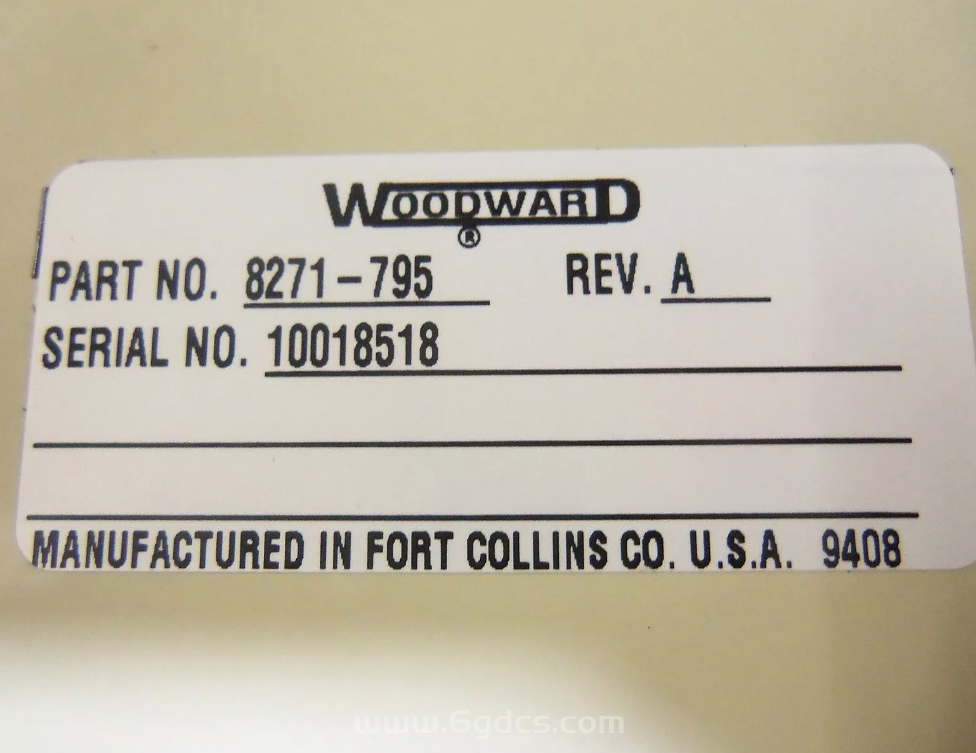 WOODWARD
®
PART NO. 8271-795 REV. A
SERIAL NO. 10018518
MANUFACTURED IN FORT COLLINS CO. U.S.A. 9408
www.6gdcs.com